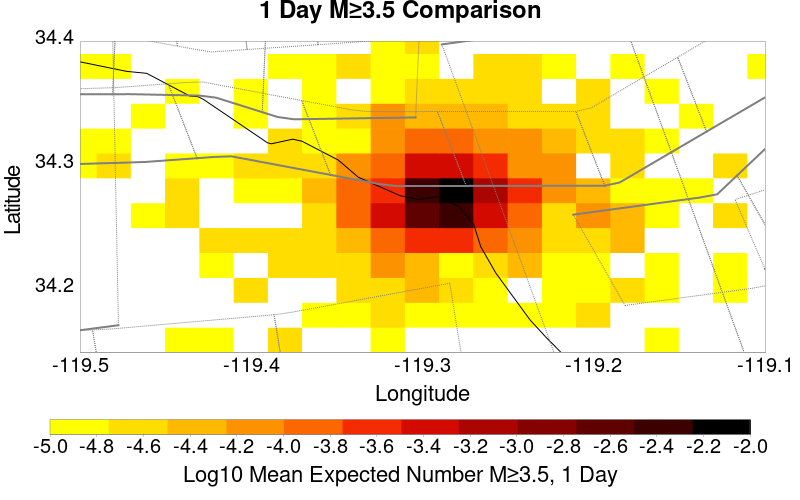 1 Day M≥3.5 Comparison
34.4
34.3
34.2
Latitude
-119.5 -119.4 -119.3 -119.2 -119.1
Longitude
-5.0 -4.8 -4.6 -4.4 -4.2 -4.0 -3.8 -3.6 -3.4 -3.2 -3.0 -2.8 -2.6 -2.4 -2.2 -2.0
Log10 Mean Expected Number M≥3.5, 1 Day